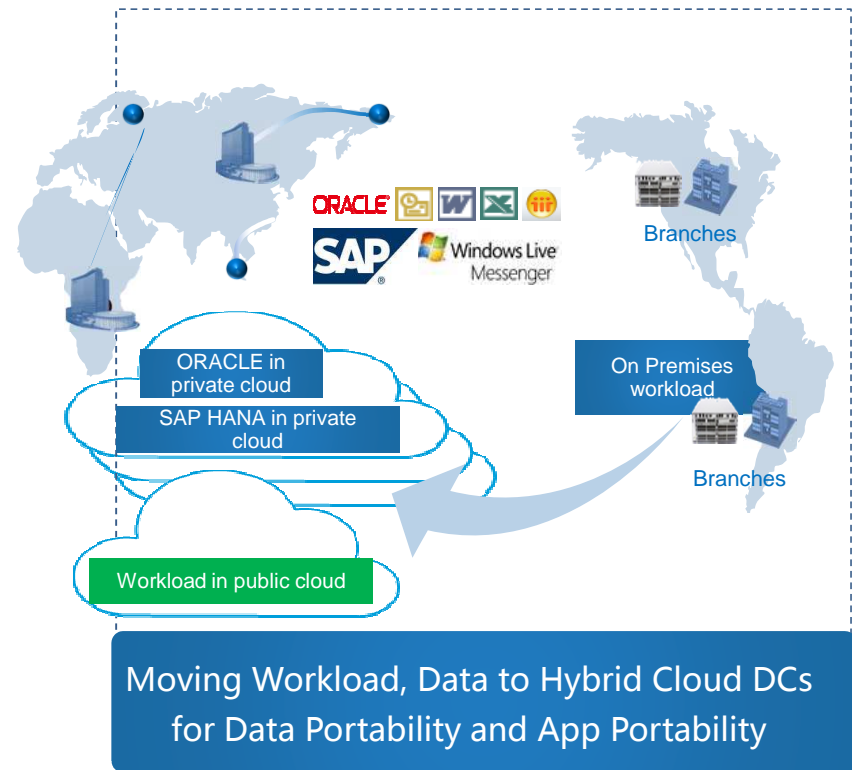 ORACLE
W
X
SAP
®
Windows Live
Messenger
Branches
ORACLE in
private cloud
SAP HANA in private
cloud
On Premises
workload
Branches
Workload in public cloud
Moving Workload, Data to Hybrid Cloud DCs
for Data Portability and App Portability